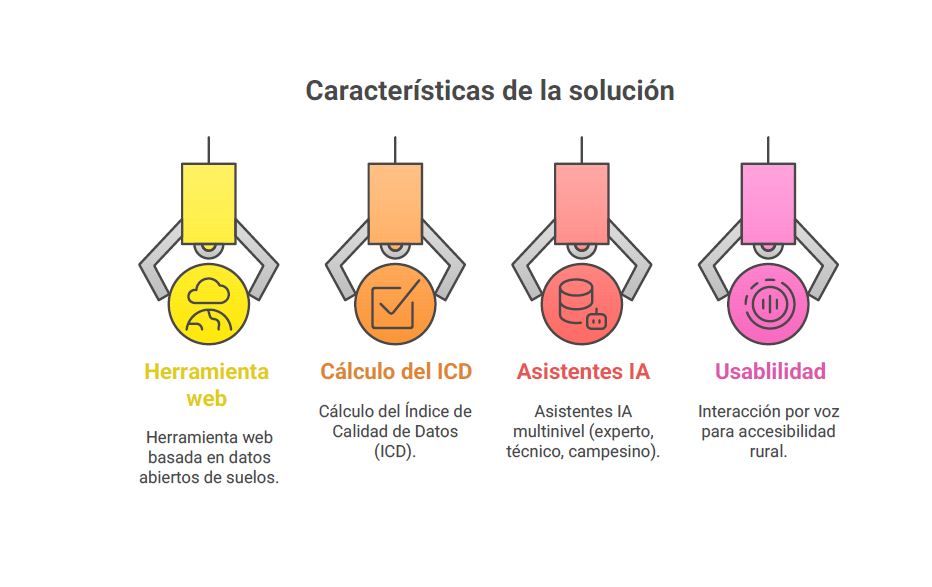 Características de la solución
Herramienta
web
Herramienta web
basada en datos
abiertos de suelos.
Cálculo del ICD
Cálculo del Índice de
Calidad de Datos
(ICD).
Asistentes IA
Asistentes IA
multinivel (experto,
técnico, campesino).
Usablilidad
Interacción por voz
para accesibilidad
rural.